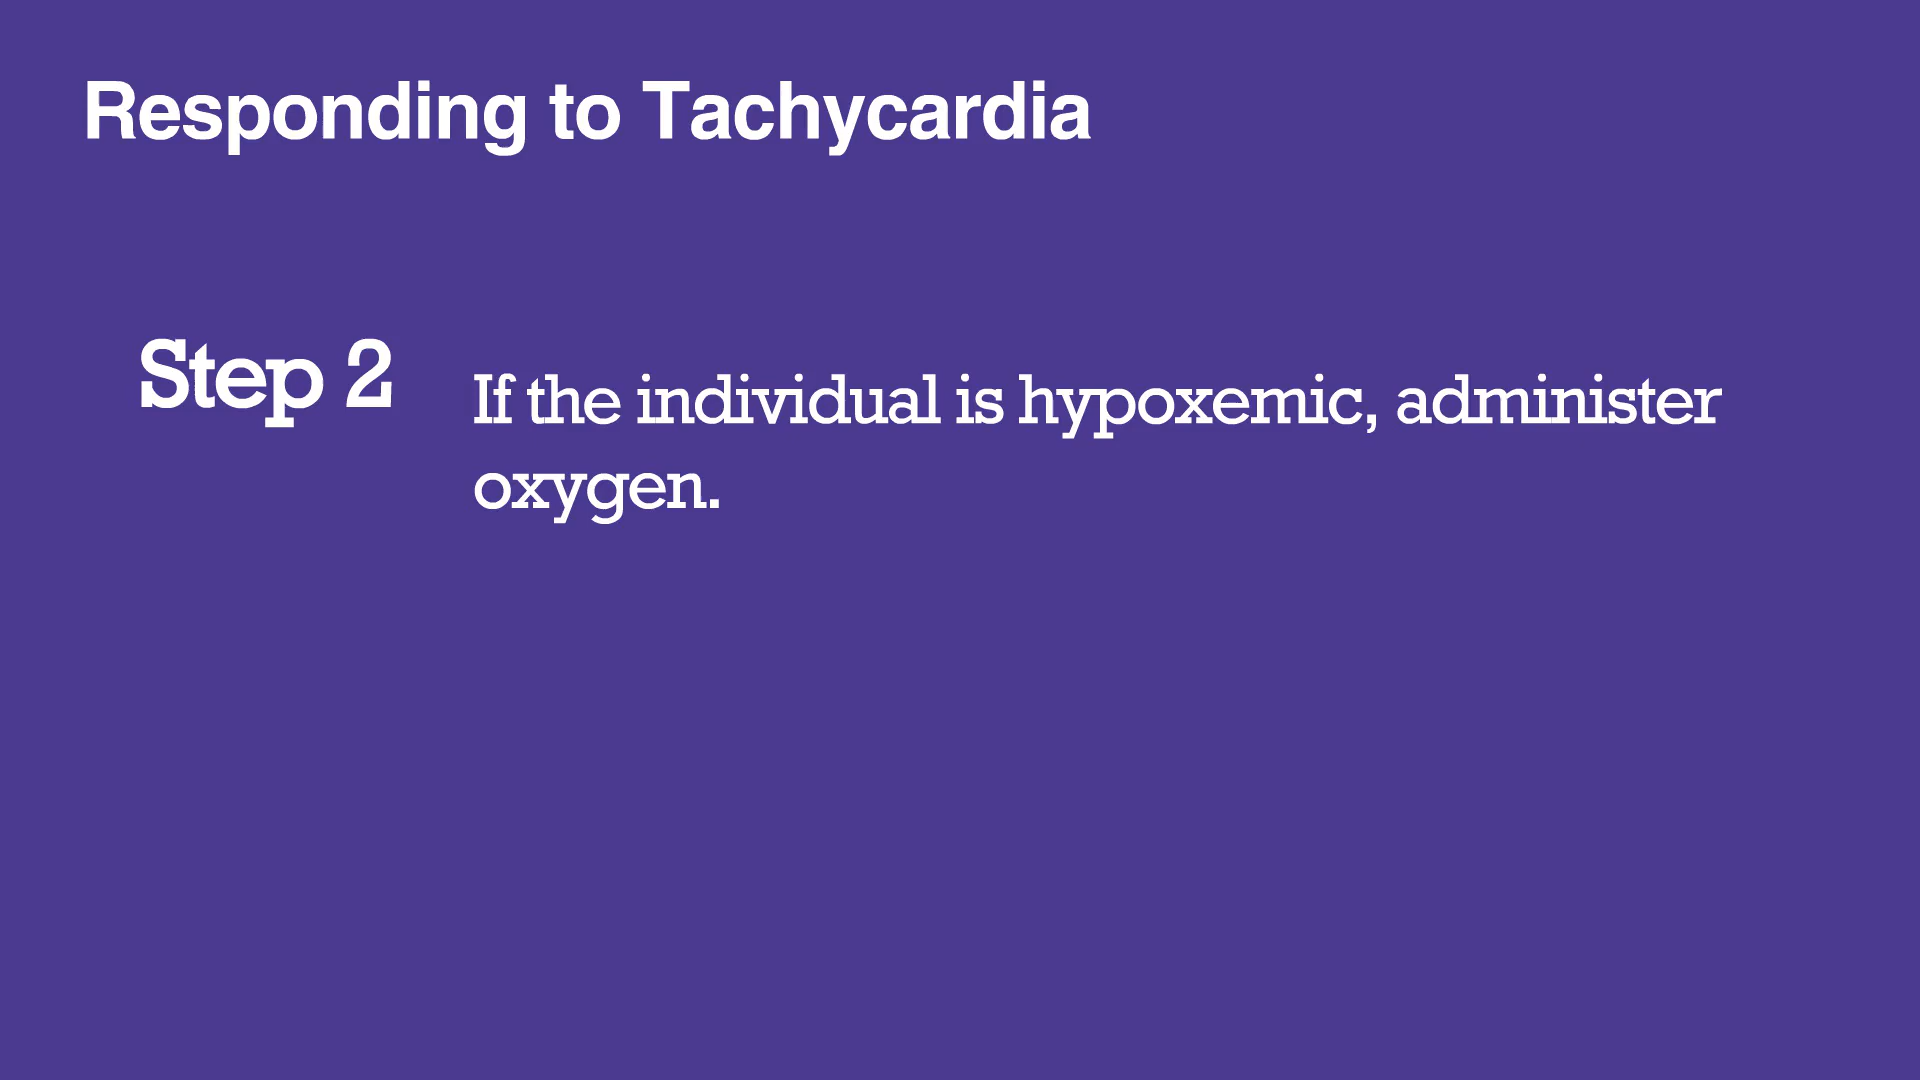 Responding to Tachycardia
Step 2
If the individual is hypoxemic, administer
oxygen.